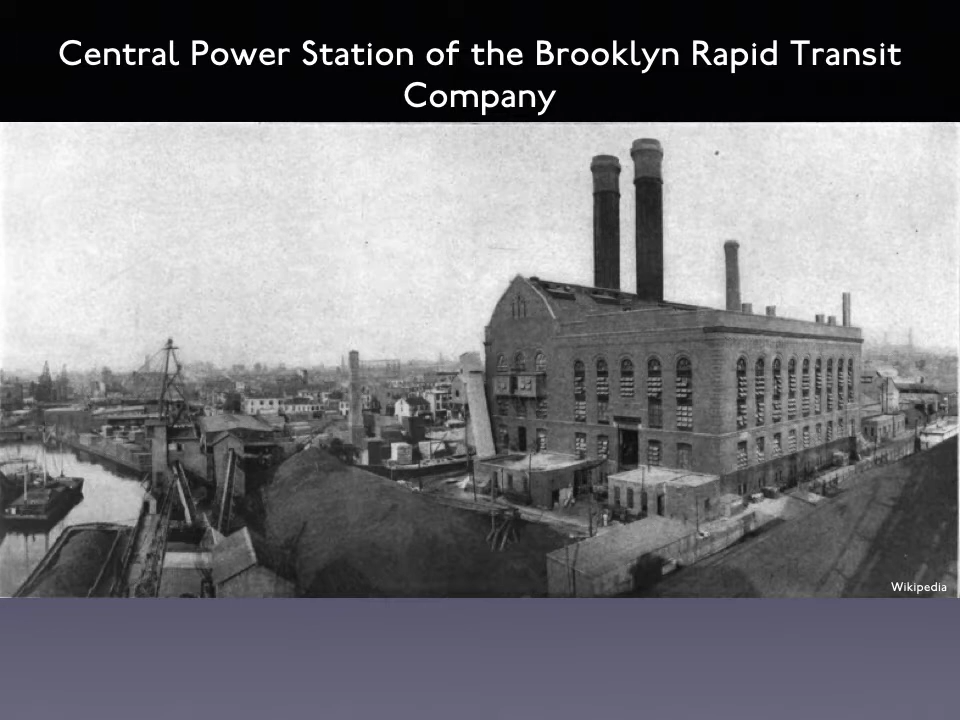 Central Power Station of the Brooklyn Rapid Transit
Company
Wikipedia